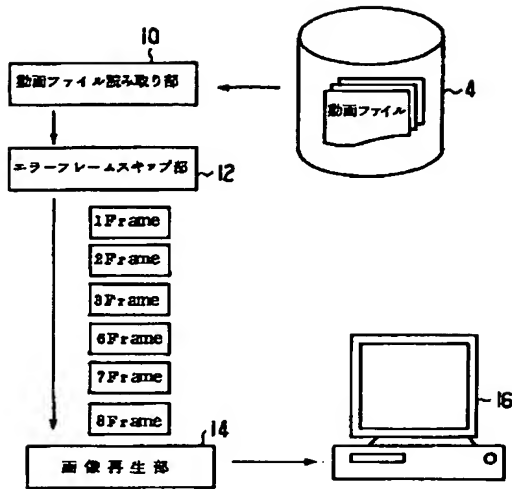 10
動画ファイル読み取り部
動画ファイル
4
エラーフレームスキップ部
12
1Frame
2Frame
3Frame
6Frame
7Frame
8Frame
14
画像再生部
16